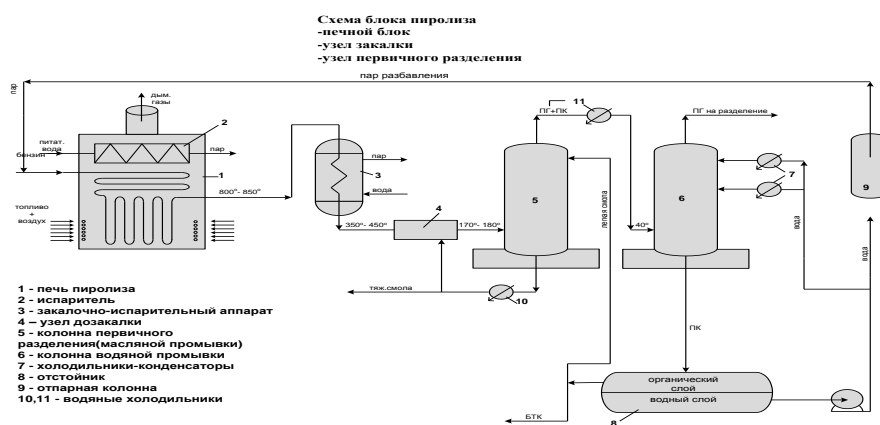 Схема блока пиролиза
-печной блок
-узел закалки
-узел первичного разделения
пар разбавления
пар
дым.
газы
2
11
ПГ+ПК
ПГ на разделение
питат.
вода
пар
бензин
1
800°- 850°
пар
3
вода
7
9
5
6
легкая смола
топливо
+
воздух
4
350°- 450°
170°- 180°
40°
вода
вода
тяж.смола
10
1 - печь пиролиза
2 - испаритель
3 - закалочно-испарительный аппарат
4 – узел дозакалки
5 - колонна первичного
разделения(масляной промывки)
6 - колонна водяной промывки
7 - холодильники-конденсаторы
8 - отстойник
9 - отпарная колонна
10,11 - водяные холодильники
ПК
органический
слой
водный слой
БТК
8